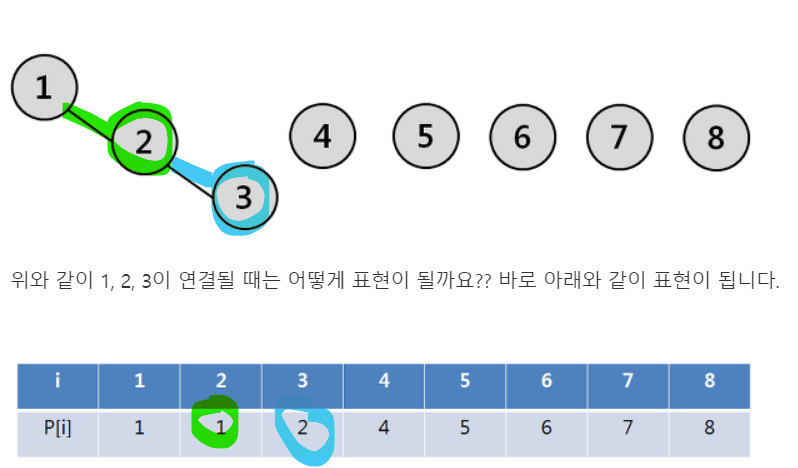 1
2
3
4 5 6 7 8
위와 같이 1, 2, 3이 연결될 때는 어떻게 표현이 될까요?? 바로 아래와 같이 표현이 됩니다.
i 1 2 3 4 5 6 7 8
P[i] 1 1 2 4 5 6 7 8